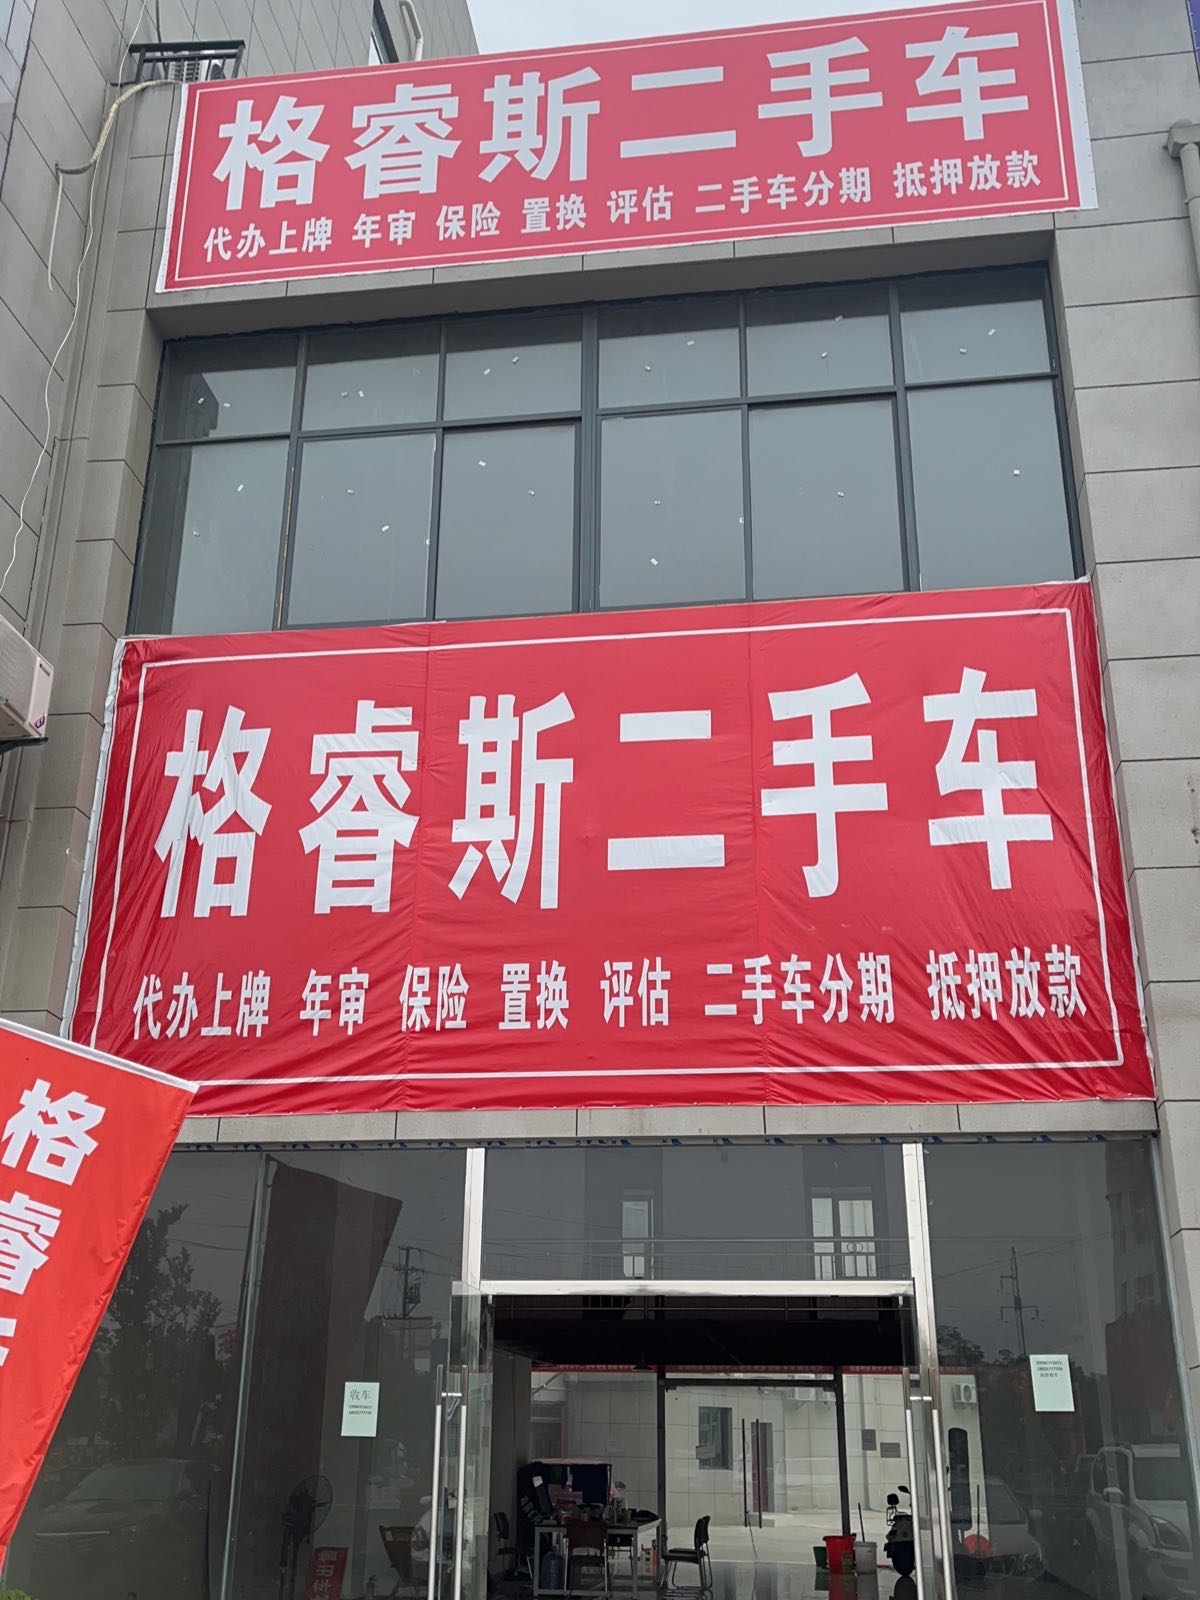 格睿斯二手车
代办上牌 年审 保险 置换 评估 二手车分期 抵押放款
格睿斯二手车
代办上牌 年审 保险 置换 评估 二手车分期 抵押放款
格睿
收车